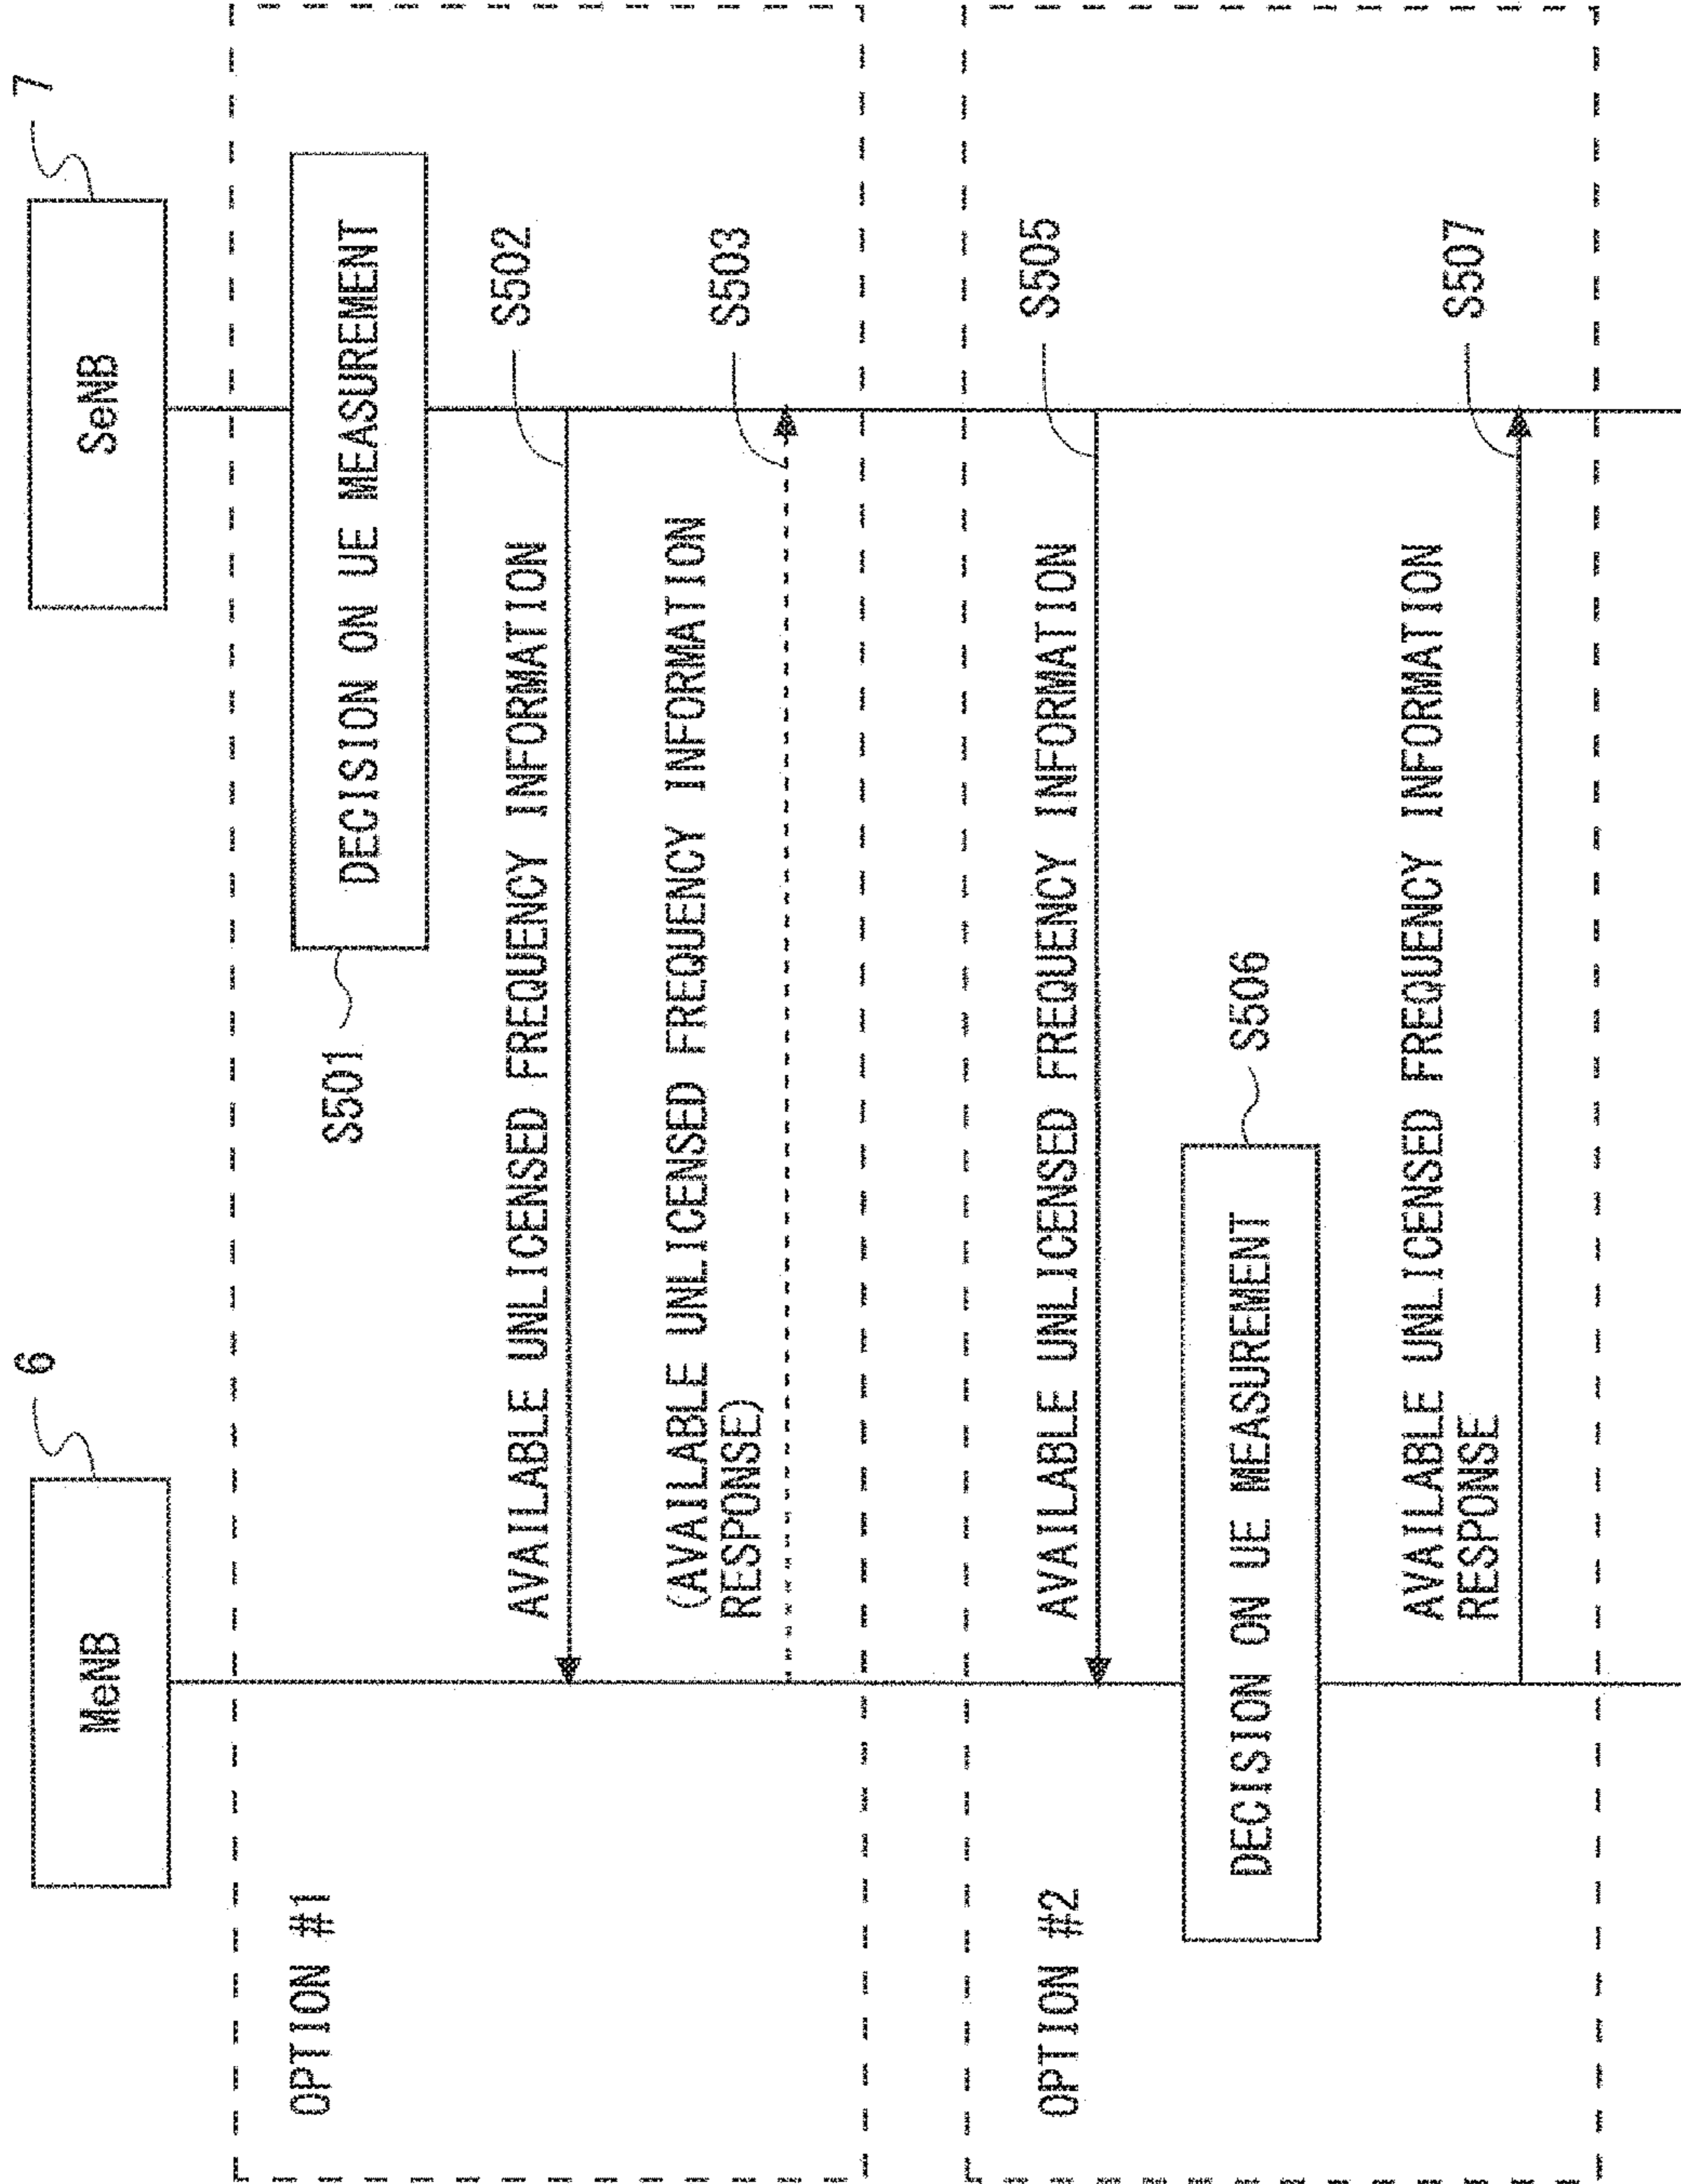 6
7
MeNB
SeNB
OPTION #1
S501
DECISION ON UE MEASUREMENT
S502
AVAILABLE UNLICENSED FREQUENCY INFORMATION
S503
(AVAILABLE UNLICENSED FREQUENCY INFORMATION
RESPONSE)
OPTION #2
S505
AVAILABLE UNLICENSED FREQUENCY INFORMATION
DECISION ON UE MEASUREMENT
S506
AVAILABLE UNLICENSED FREQUENCY INFORMATION
RESPONSE
S507